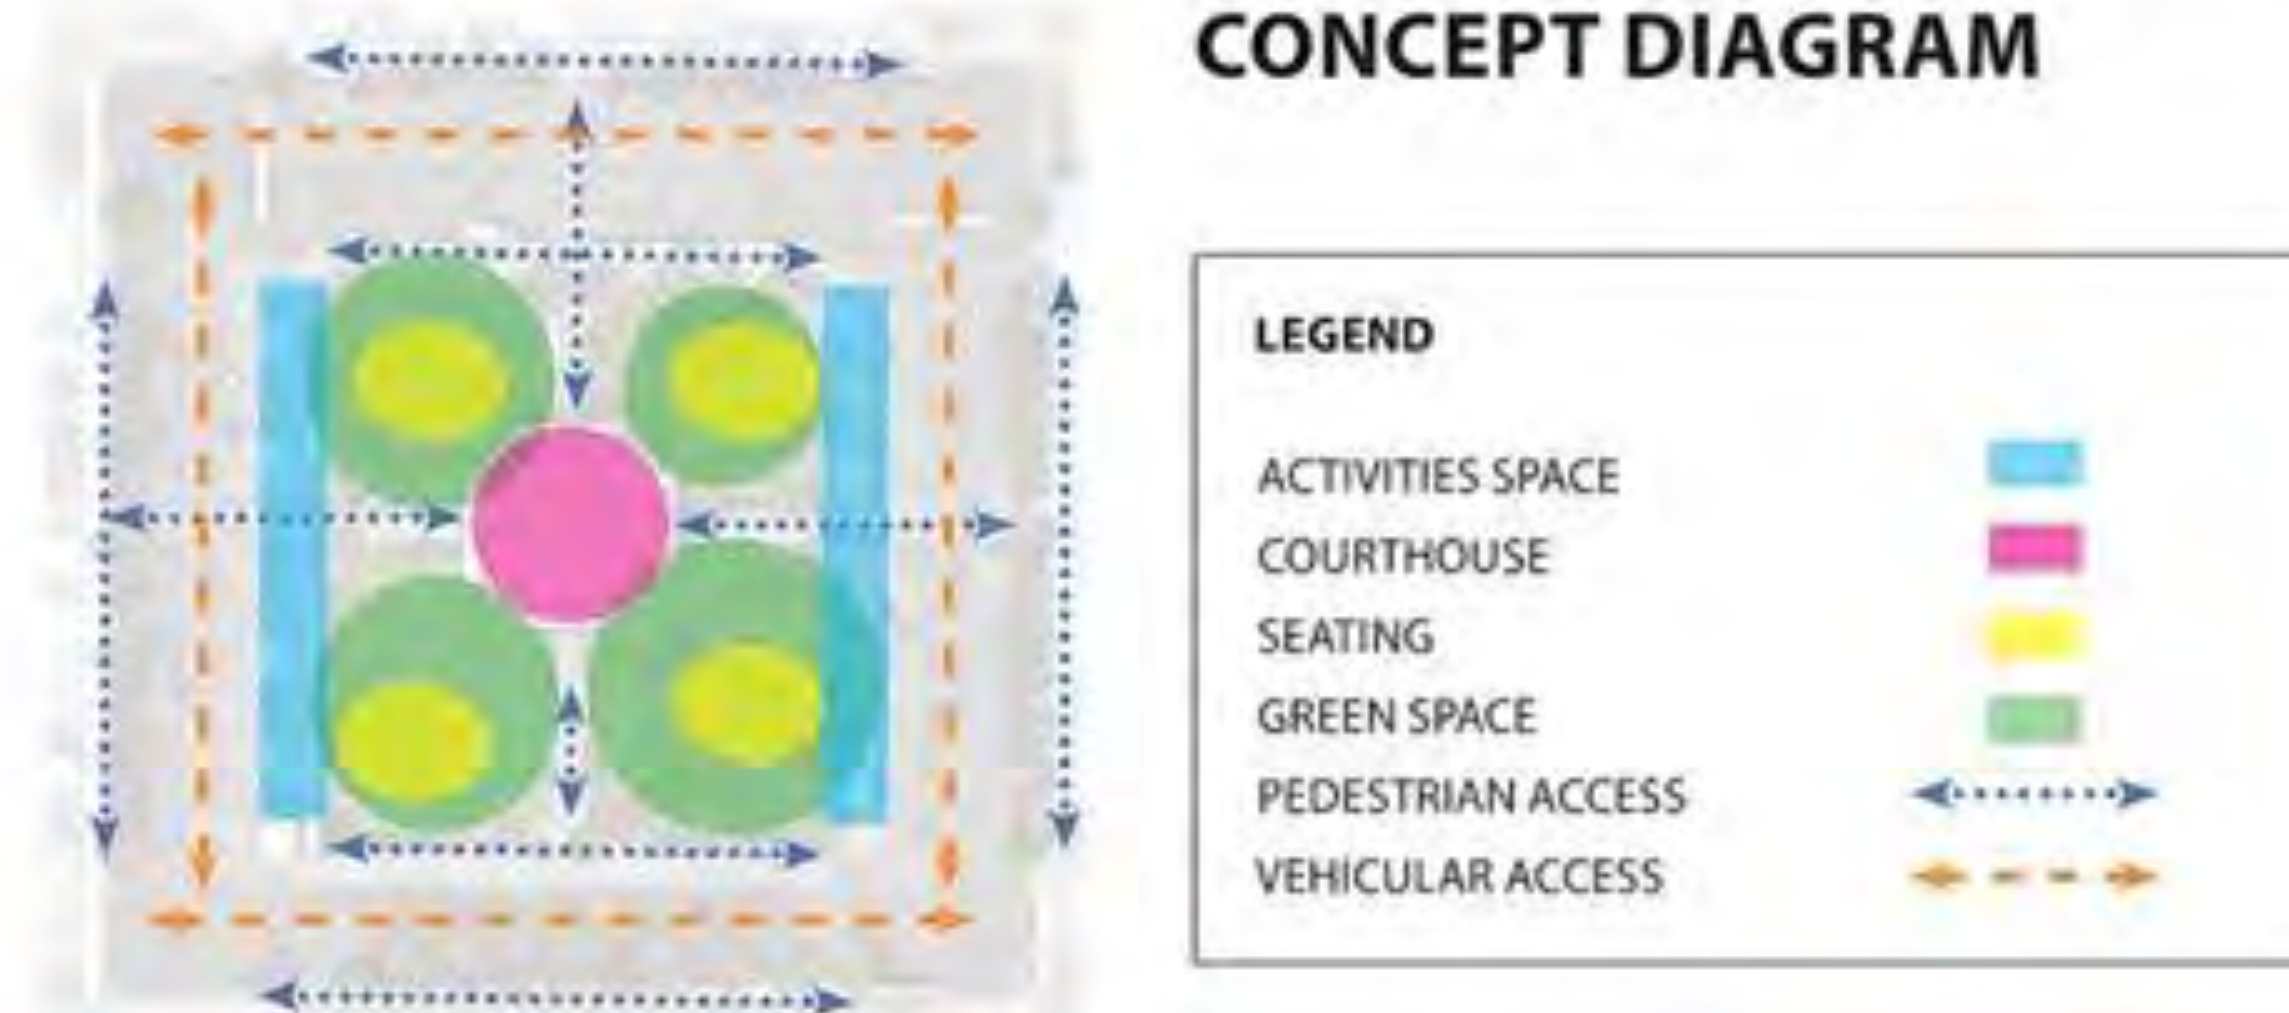 CONCEPT DIAGRAM
LEGEND
ACTIVITIES SPACE
COURTHOUSE
SEATING
GREEN SPACE
PEDESTRIAN ACCESS
VEHICULAR ACCESS